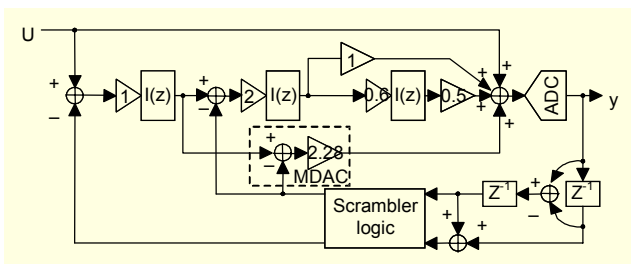 U
1
+
+
+
+
1
I(z)
+
2
I(z)
0.6
I(z)
0.5
+
ADC
y
–
–
+
+
2.28
–
MDAC
Scrambler
logic
Z-1
+
–
Z-1
+
+